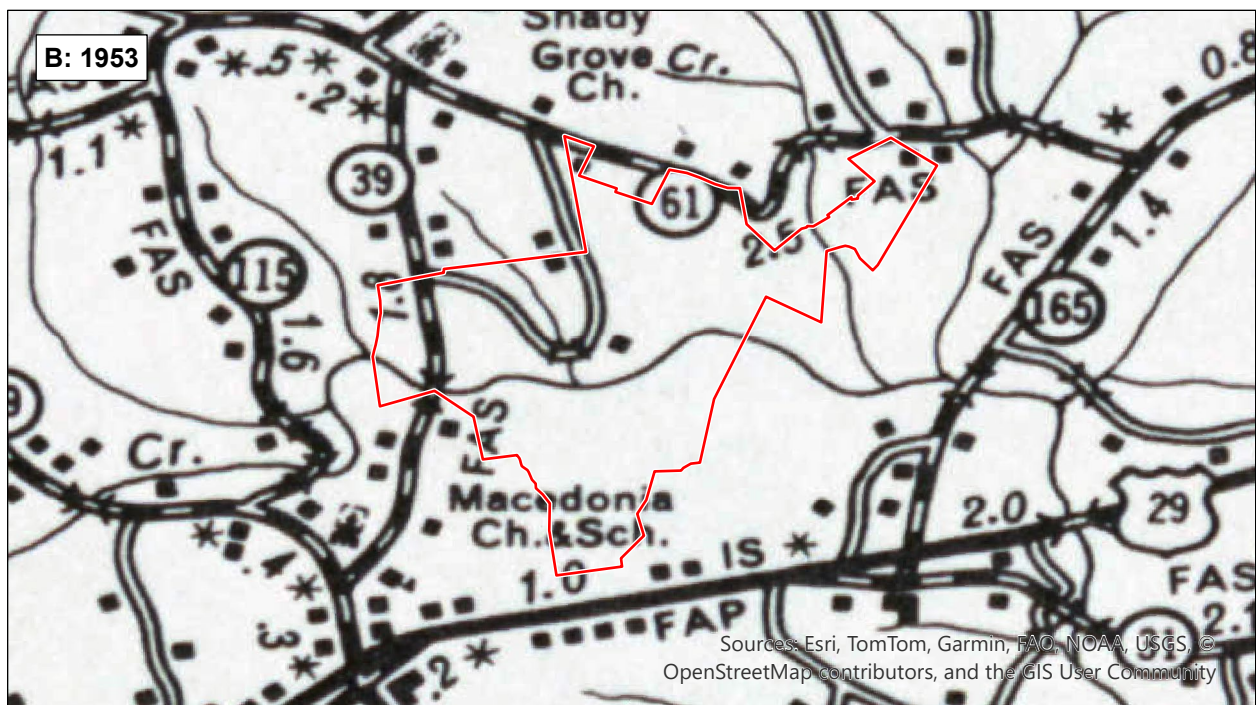 B: 1953
Shady
Grove Cr.
Ch.
.5
.2
1.1
0.8
39
61
FAS
2.5
FAS
115
1.8
1.6
FAS
1.4
165
FAS
Cr.
Macedonia
Ch.&Sch.
IS
2.0
29
1.0
FAP
FAS
.4
.3
.2
Sources: Esri, TomTom, Garmin, FAO, NOAA, USGS, ©
OpenStreetMap contributors, and the GIS User Community